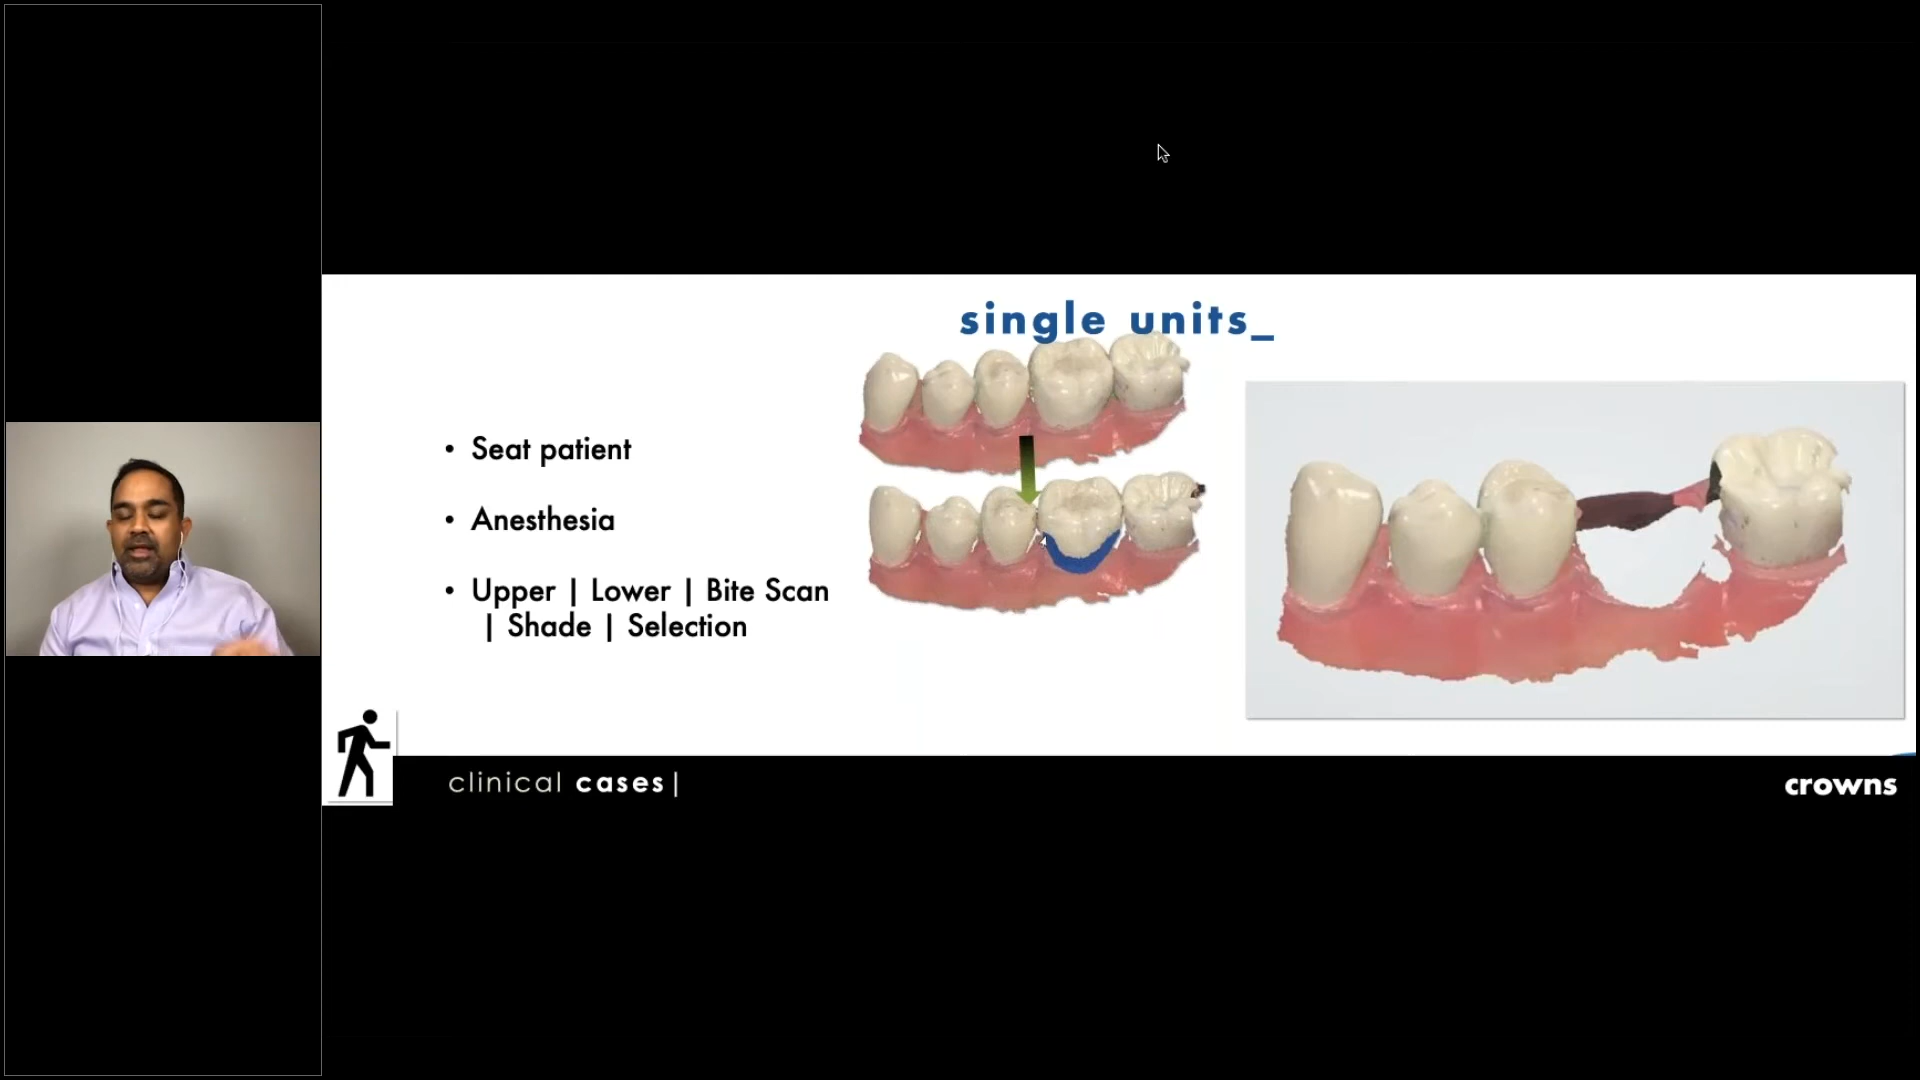 single units_
• Seat patient
• Anesthesia
• Upper | Lower | Bite Scan
| Shade | Selection
clinical cases|
crowns